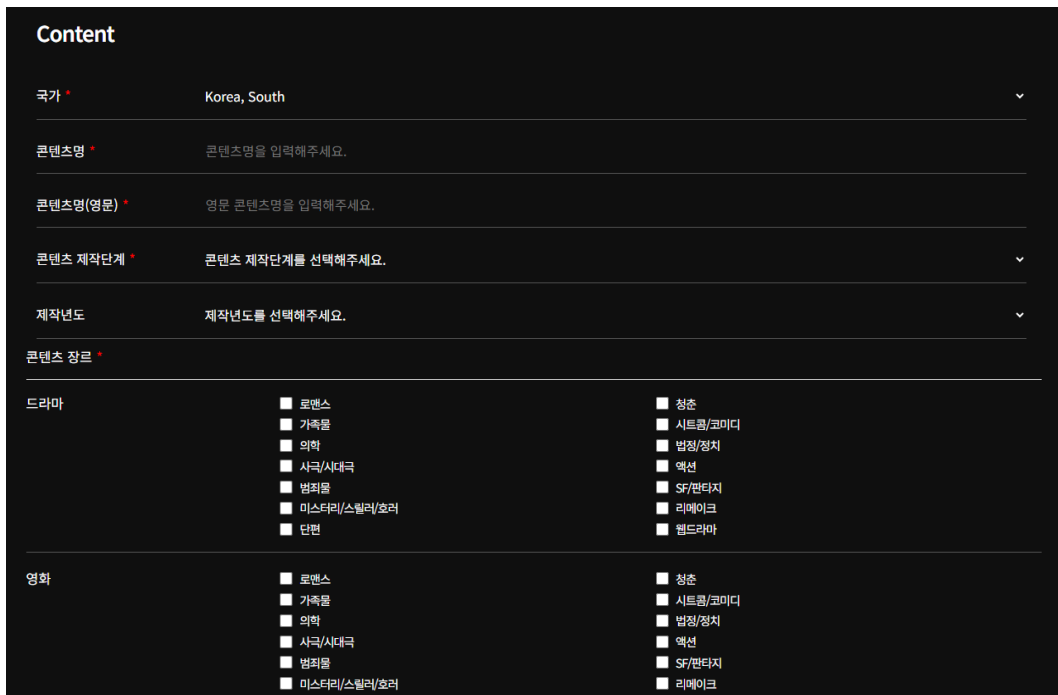 Content
국가 *
Korea, South
콘텐츠명 *
콘텐츠명을 입력해주세요.
콘텐츠명(영문) *
영문 콘텐츠명을 입력해주세요.
콘텐츠 제작단계 *
콘텐츠 제작단계를 선택해주세요.
제작년도
제작년도를 선택해주세요.
콘텐츠 장르 *
드라마
로맨스
청춘
가족물
시트콤/코미디
의학
법정/정치
사극/시대극
액션
범죄물
SF/판타지
미스터리/스릴러/호러
리메이크
단편
웹드라마
영화
로맨스
청춘
가족물
시트콤/코미디
의학
법정/정치
사극/시대극
액션
범죄물
SF/판타지
미스터리/스릴러/호러
리메이크